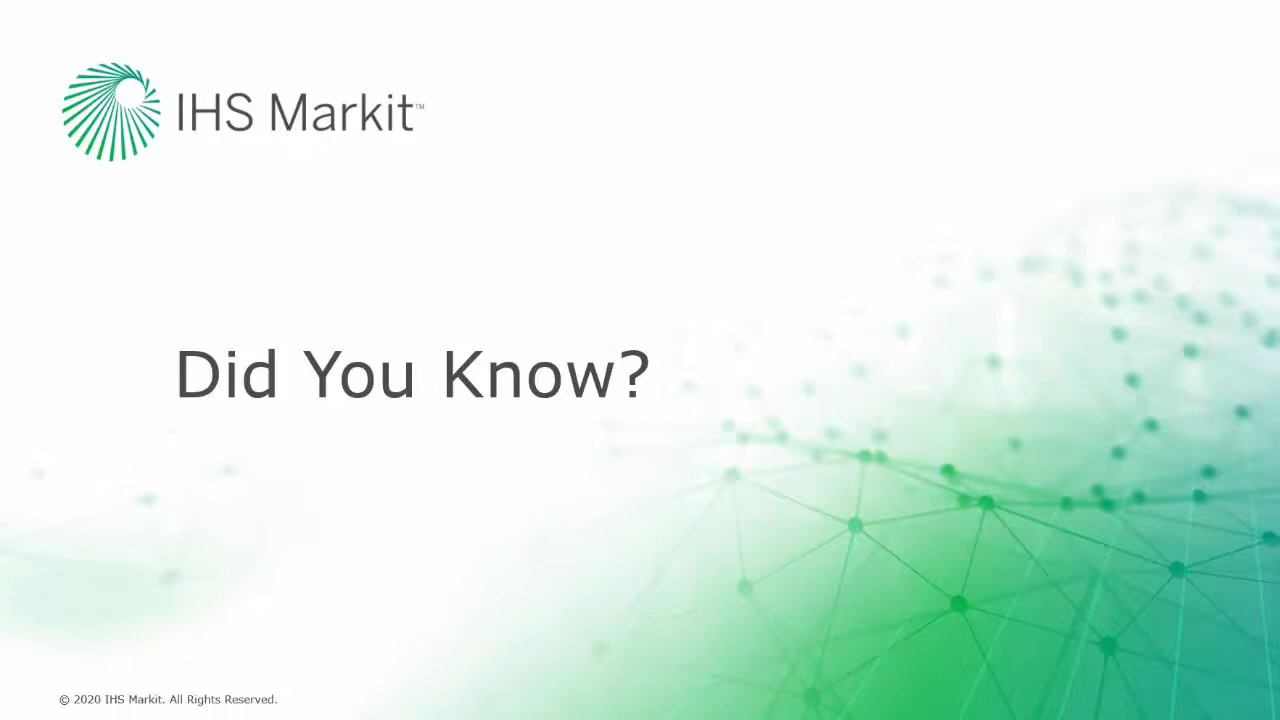 IHS Markit™
Did You Know?
© 2020 IHS Markit. All Rights Reserved.